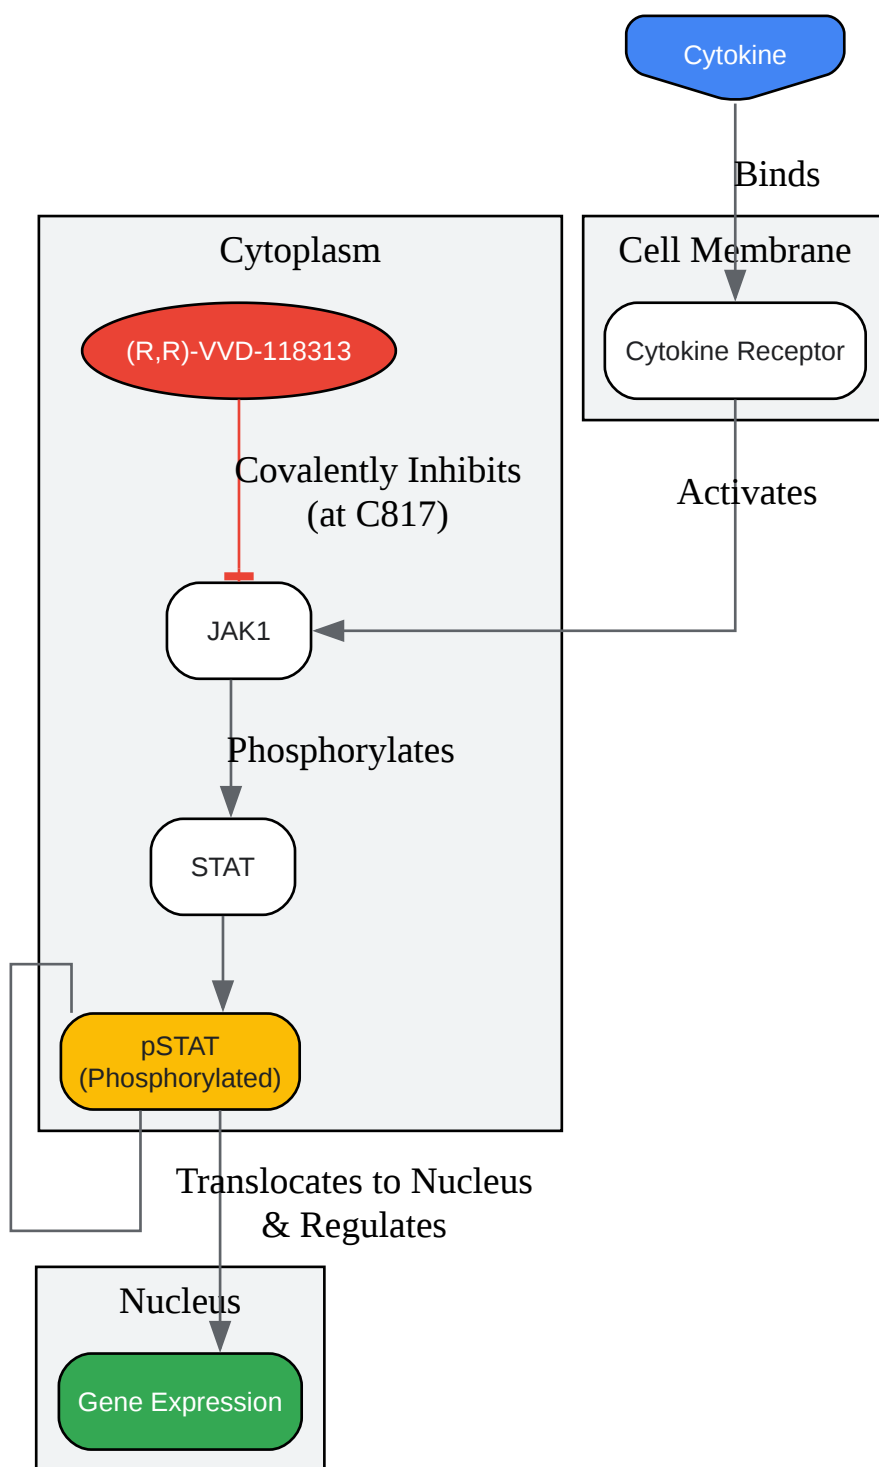 Cytokine
Binds
Cytoplasm
Cell Membrane
(R,R)-VVD-118313
Cytokine Receptor
Covalently Inhibits
(at C817)
Activates
JAK1
Phosphorylates
STAT
pSTAT
(Phosphorylated)
Translocates to Nucleus
& Regulates
Nucleus
Gene Expression